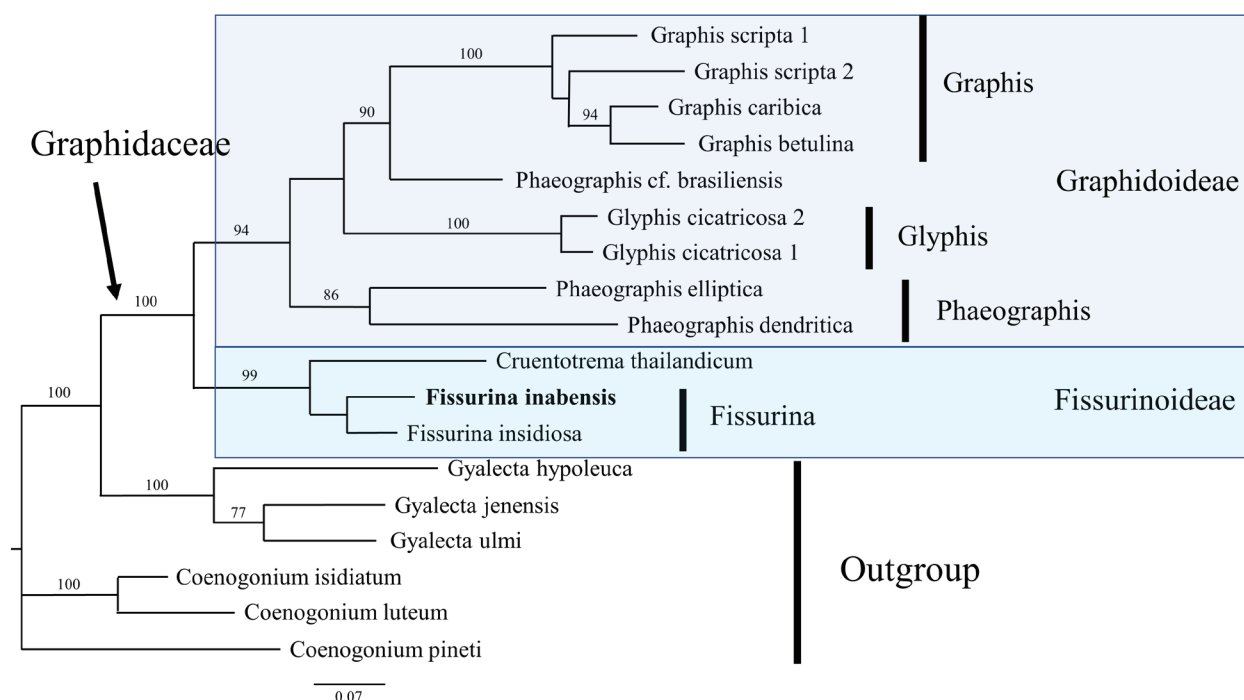 Graphis scripta 1
100
Graphis scripta 2
Graphis
Graphis caribica
90
94
Graphidaceae
Graphis betulina
Phaeographis cf. brasiliensis
Graphidoideae
Glyphis cicatricosa 2
94
100
Glyphis
Glyphis cicatricosa 1
Phaeographis elliptica
100
86
Phaeographis
Phaeographis dendritica
Cruentotrema thailandicum
99
Fissurina inabensis
Fissurinoideae
100
Fissurina
Fissurina insidiosa
Gyalecta hypoleuca
100
Gyalecta jenensis
77
Gyalecta ulmi
Outgroup
Coenogonium isidiatum
100
Coenogonium luteum
Coenogonium pineti
0.07